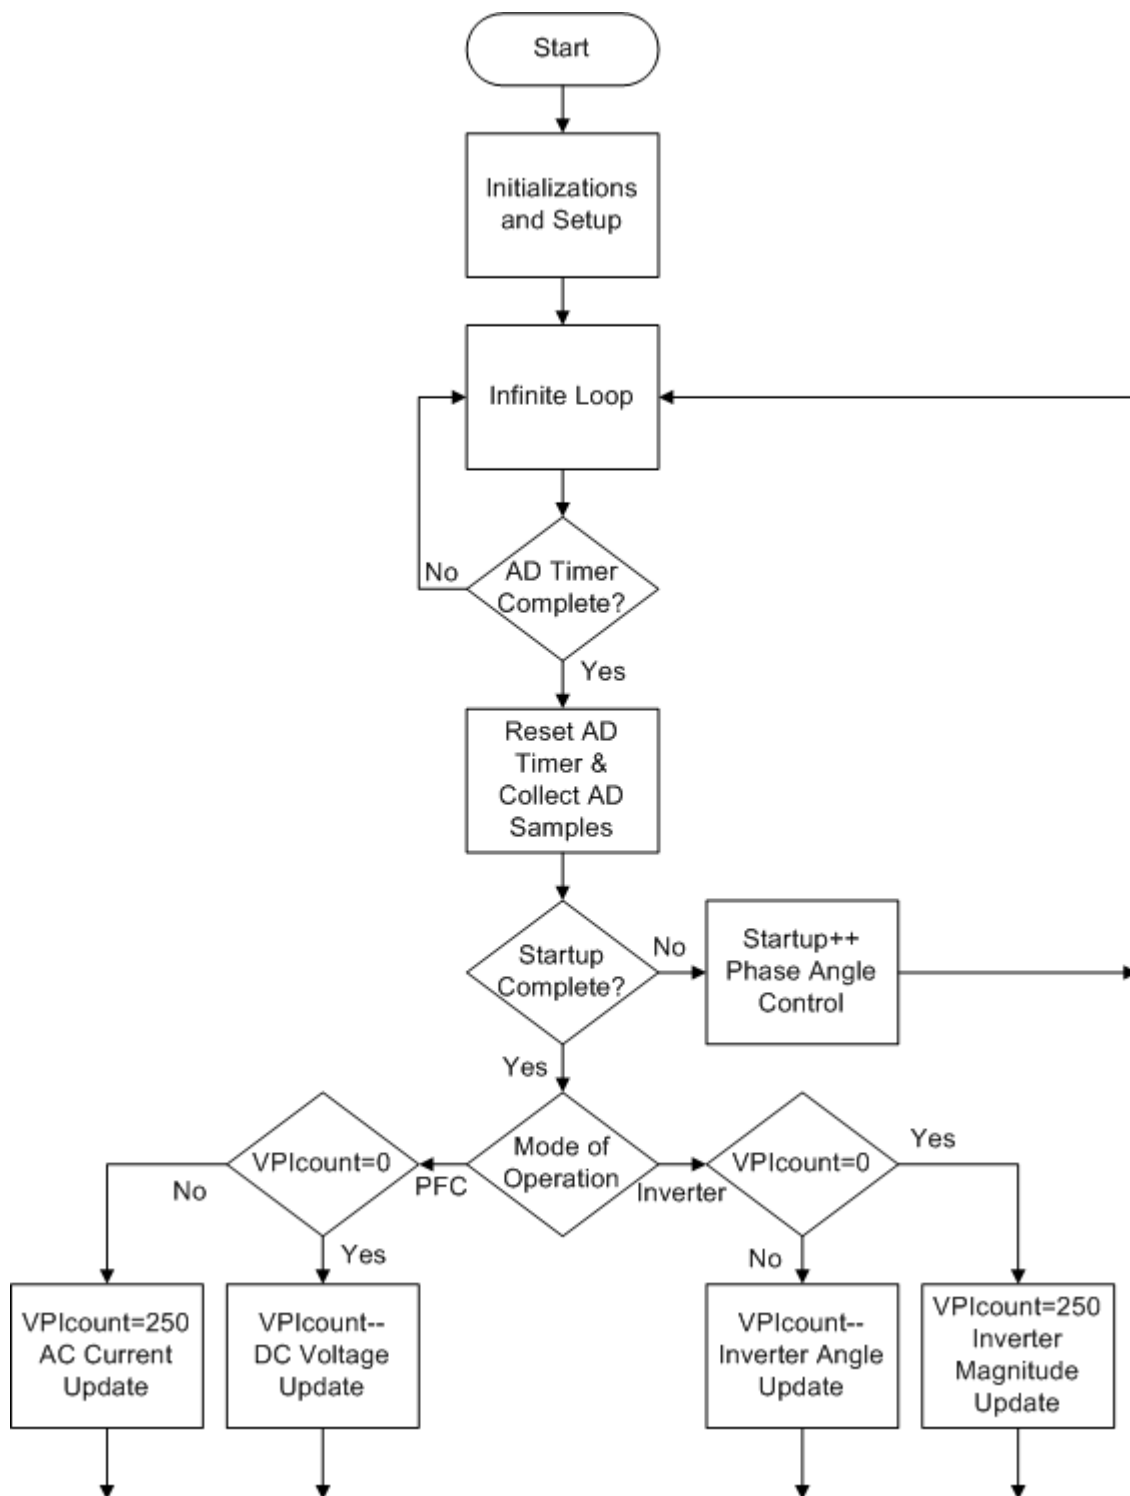 Start
Initializations
and Setup
Infinite Loop
No
AD Timer
Complete?
Yes
Reset AD
Timer &
Collect AD
Samples
Startup
Complete?
No
Startup++
Phase Angle
Control
Yes
VPIcount=0
PFC
Mode of
Operation
Inverter
VPIcount=0
Yes
No
Yes
No
VPIcount=250
AC Current
Update
VPIcount--
DC Voltage
Update
VPIcount--
Inverter Angle
Update
VPIcount=250
Inverter
Magnitude
Update